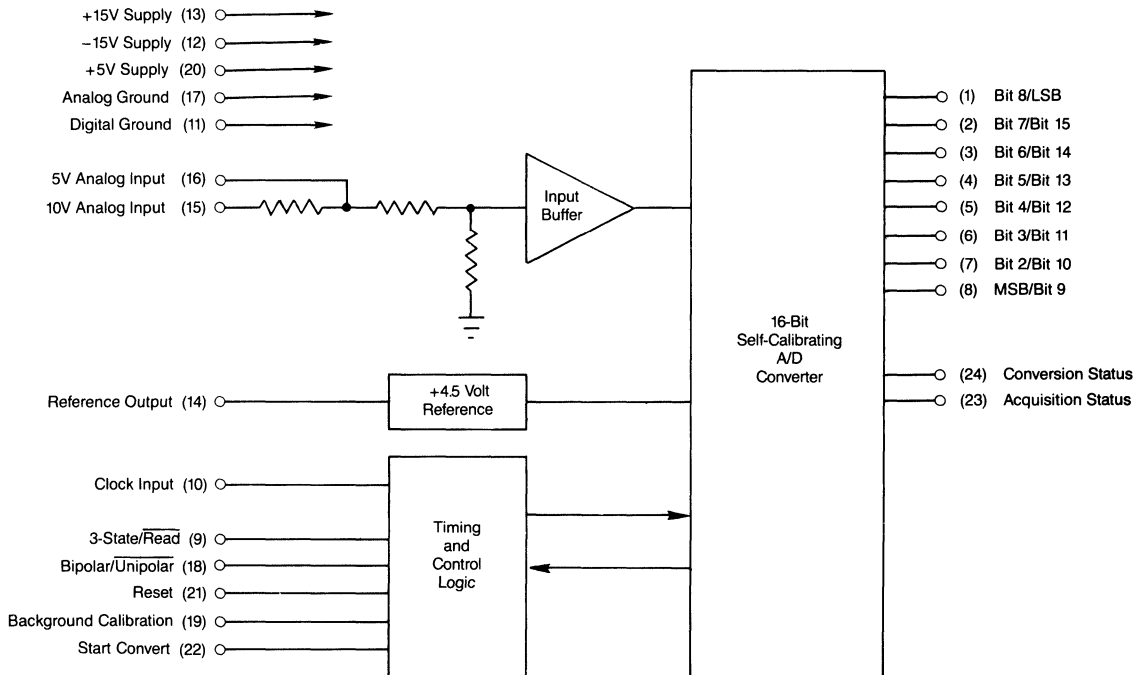 +15V Supply (13)
−15V Supply (12)
+5V Supply (20)
Analog Ground (17)
Digital Ground (11)
5V Analog Input (16)
10V Analog Input (15)
Input
Buffer
Reference Output (14)
+4.5 Volt
Reference
Clock Input (10)
3-State/Read (9)
Bipolar/Unipolar (18)
Reset (21)
Background Calibration (19)
Start Convert (22)
Timing
and
Control
Logic
16-Bit
Self-Calibrating
A/D
Converter
(1) Bit 8/LSB
(2) Bit 7/Bit 15
(3) Bit 6/Bit 14
(4) Bit 5/Bit 13
(5) Bit 4/Bit 12
(6) Bit 3/Bit 11
(7) Bit 2/Bit 10
(8) MSB/Bit 9
(24) Conversion Status
(23) Acquisition Status